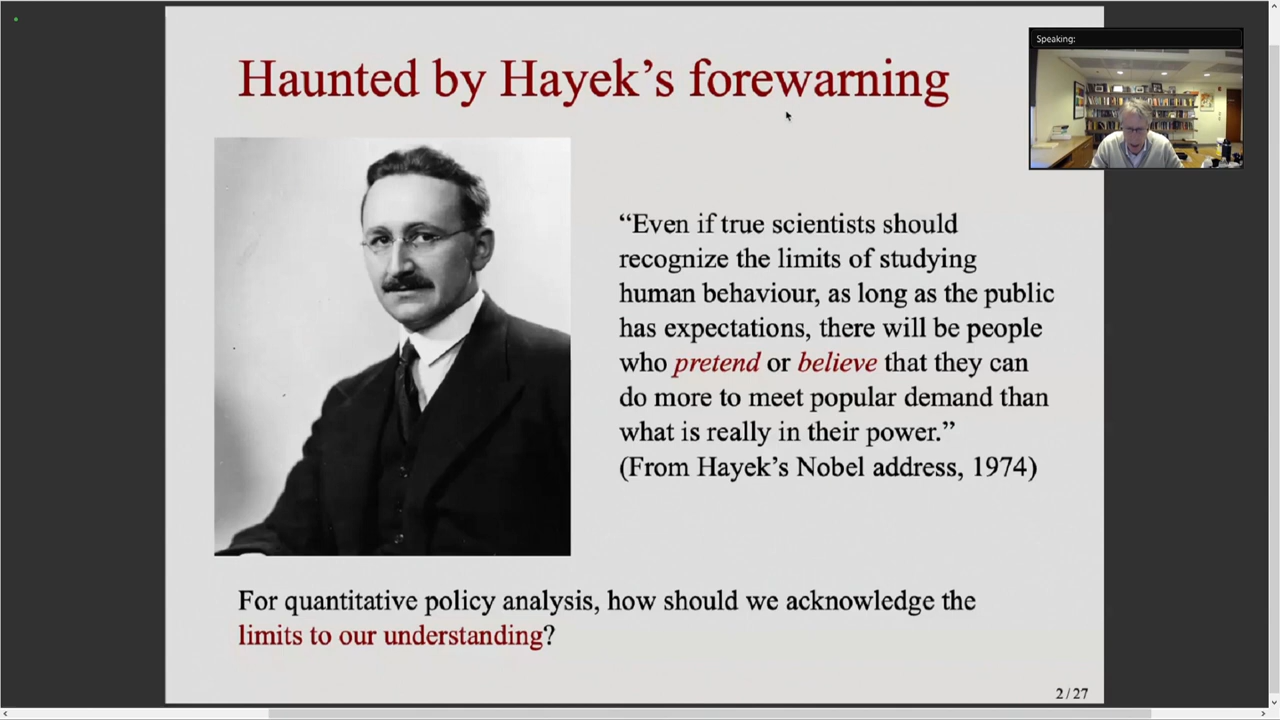 Haunted by Hayek's forewarning
Speaking:
“Even if true scientists should
recognize the limits of studying
human behaviour, as long as the public
has expectations, there will be people
who pretend or believe that they can
do more to meet popular demand than
what is really in their power.”
(From Hayek's Nobel address, 1974)
For quantitative policy analysis, how should we acknowledge the
limits to our understanding?
2 / 27